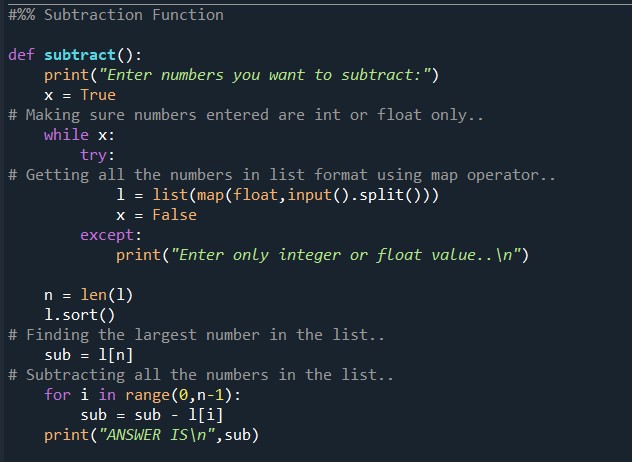 #%% Subtraction Function
def subtract():
    print("Enter numbers you want to subtract:")
    x = True
# Making sure numbers entered are int or float only..
    while x:
        try:
# Getting all the numbers in list format using map operator..
            l = list(map(float,input().split()))
            x = False
        except:
            print("Enter only integer or float value..\n")
    n = len(l)
    l.sort()
# Finding the largest number in the list..
    sub = l[n]
# Subtracting all the numbers in the list..
    for i in range(0,n-1):
        sub = sub - l[i]
    print("ANSWER IS\n",sub)